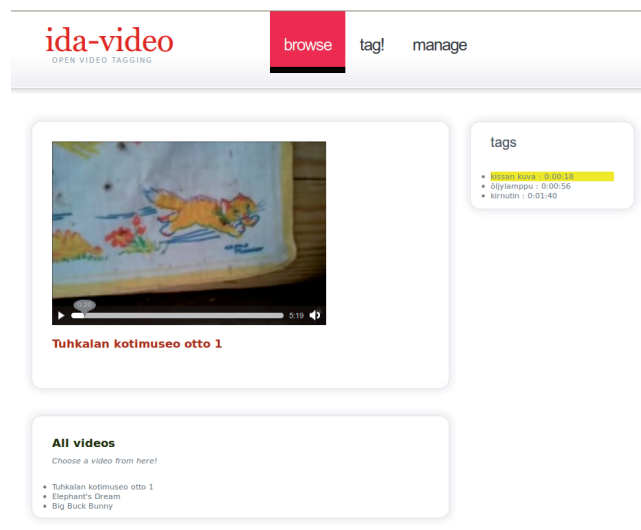 ida-video
OPEN VIDEO TAGGING
browse
tag!
manage
0:20
5:19
Tuhkalan kotimuseo otto 1
tags
kissan kuva : 0:00:18
öljylamppu : 0:00:56
kirnutin : 0:01:40
All videos
Choose a video from here!
Tuhkalan kotimuseo otto 1
Elephant's Dream
Big Buck Bunny